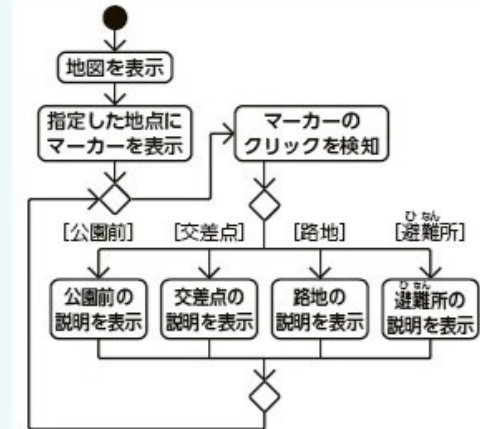 地図を表示
指定した地点に
マーカーを表示
マーカーの
クリックを検知
[公園前]
[交差点]
[路地]
ひなん
[避難所]
公園前の
説明を表示
交差点の
説明を表示
路地の
説明を表示
ひなん
避難所の
説明を表示